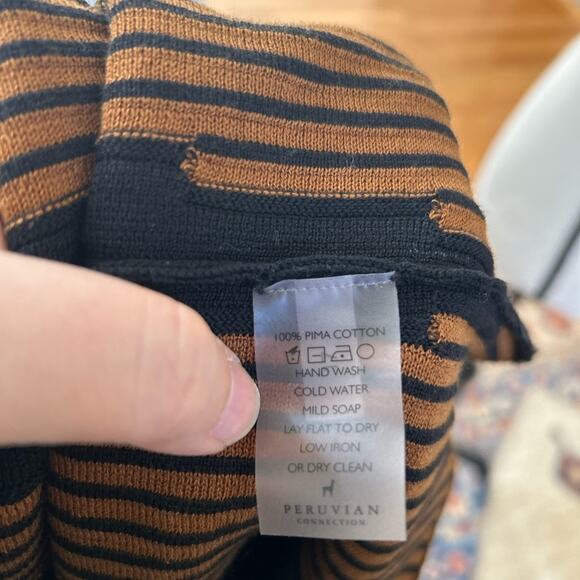 100% PIMA COTTON
HAND WASH
COLD WATER
MILD SOAP
LAY FLAT TO DRY
LOW IRON
OR DRY CLEAN
PERUVIAN
CONNECTION